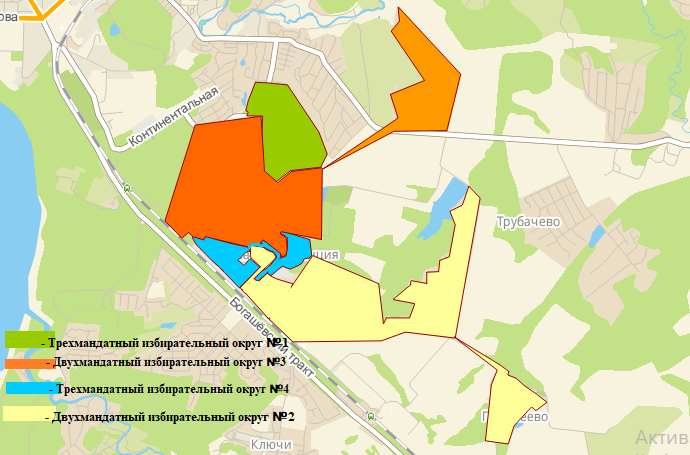 ова
Континентальная
Трубачево
ция
Богашёвский тракт
- Трехмандатный избирательный округ №1
- Двухмандатный избирательный округ №3
- Трехмандатный избирательный округ №4
- Двухмандатный избирательный округ №2
Ключи
Актив